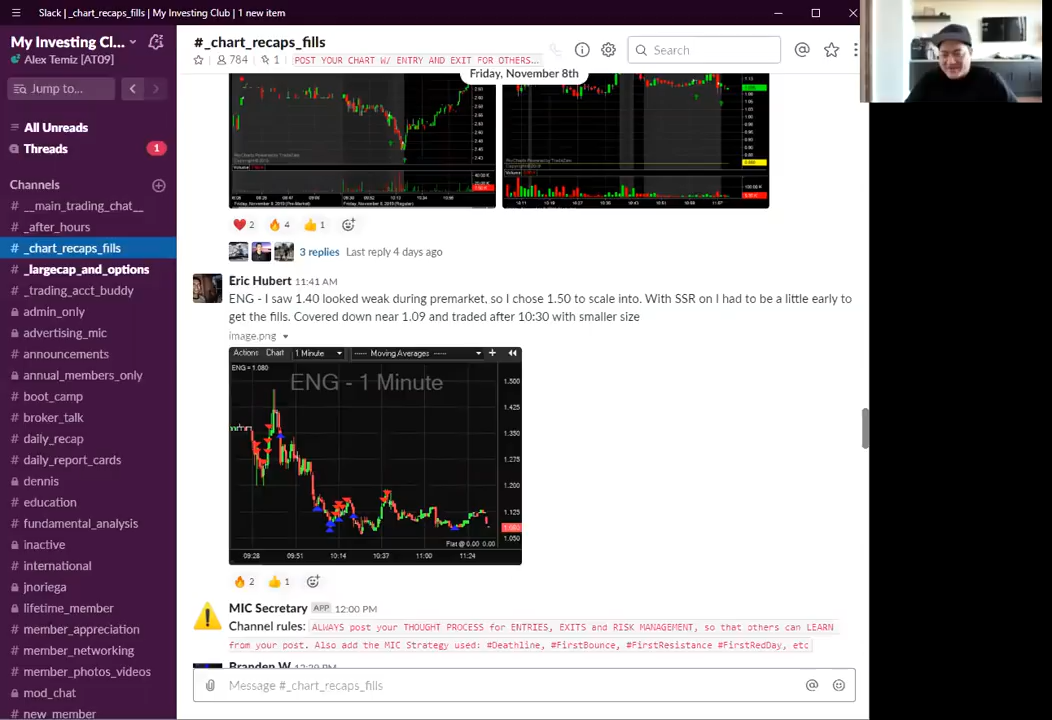 Slack | _chart_recaps_fills | My Investing Club | 1 new item
My Investing Cl...
Alex Temiz [AT09]
Jump to...
All Unreads
Threads
1
Channels
# __main_trading_chat__
# _after_hours
# _chart_recaps_fills
# _largecap_and_options
# _trading_acct_buddy
admin_only
# advertising_mic
# announcements
annual_members_only
# boot_camp
# broker_talk
# daily_recap
# daily_report_cards
dennis
# education
# fundamental_analysis
# inactive
# international
jnoriega
lifetime_member
# member_appreciation
# member_networking
# member_photos_videos
mod_chat
# new_member
#_chart_recaps_fills
784
1
POST YOUR CHART W/ ENTRY AND EXIT FOR OTHERS...
Search
Friday, November 8th
2
4
1
3 replies Last reply 4 days ago
Eric Hubert 11:41 AM
ENG - I saw 1.40 looked weak during premarket, so I chose 1.50 to scale into. With SSR on I had to be a little early to
get the fills. Covered down near 1.09 and traded after 10:30 with smaller size
image.png
Actions Chart 1 Minute ----- Moving Averages -----
ENG = 1.080
ENG - 1 Minute
1.500
1.425
1.350
1.275
1.200
1.125
1.050
Flat @ 0.00 0.00
09:28 09:51 10:14 10:37 11:00 11:24
2
1
MIC Secretary APP 12:00 PM
Channel rules: ALWAYS post your THOUGHT PROCESS for ENTRIES, EXITS and RISK MANAGEMENT, so that others can LEARN
from your post. Also add the MIC Strategy used: #Deathline, #FirstBounce, #FirstResistance #FirstRedDay, etc
Branden W 12:29 PM
Message #_chart_recaps_fills